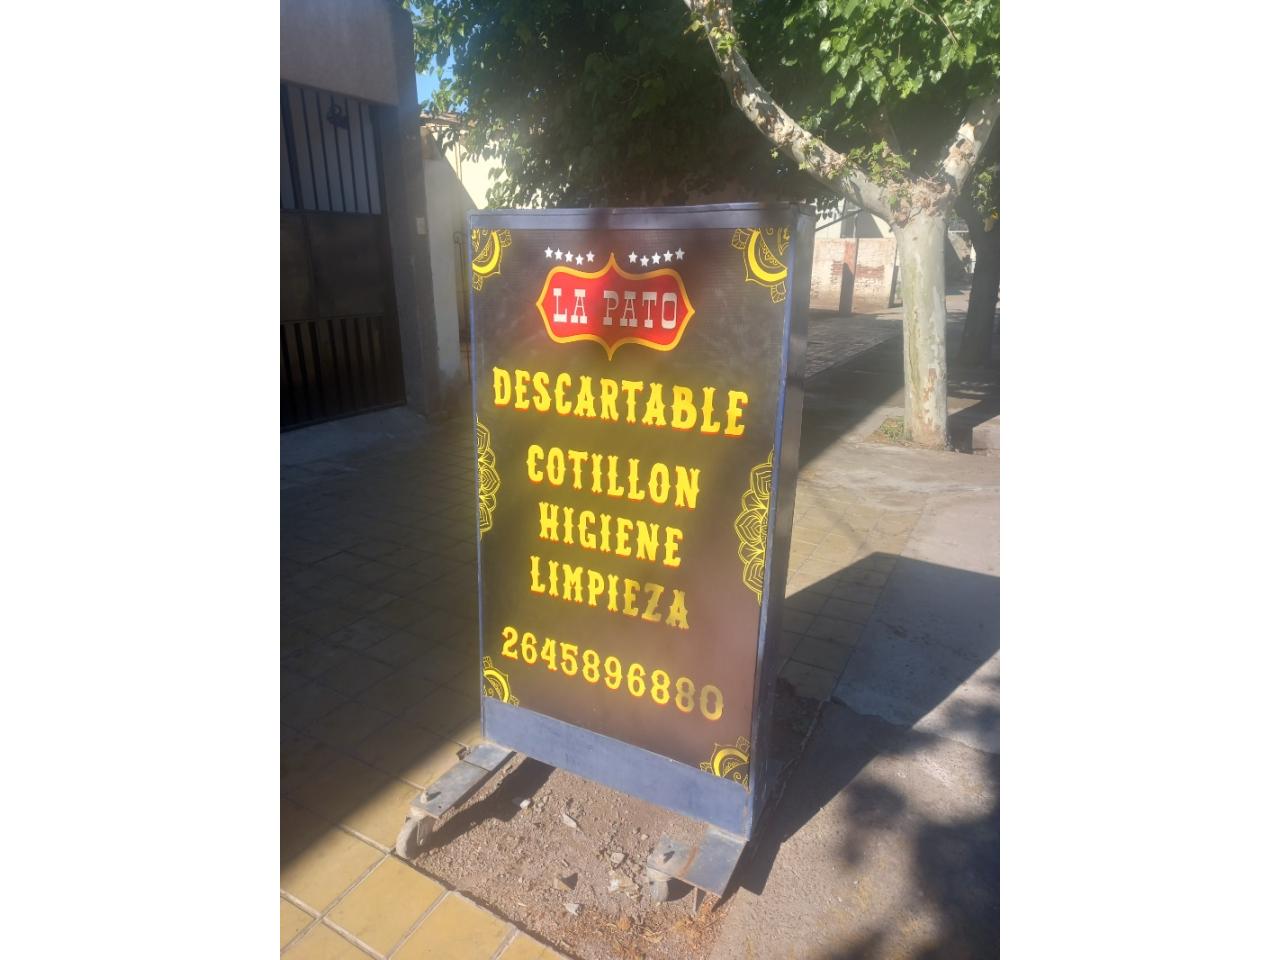 LA PATO
DESCARTABLE
COTILLON
HIGIENE
LIMPIEZA
2645896880